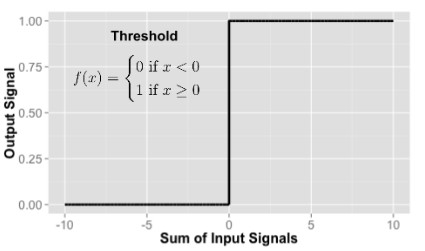 1.00
Threshold
0.75
f(x) = { 0 if x < 0
1 if x ≥ 0
0.50
0.25
0.00
Output Signal
-10 -5 0 5 10
Sum of Input Signals